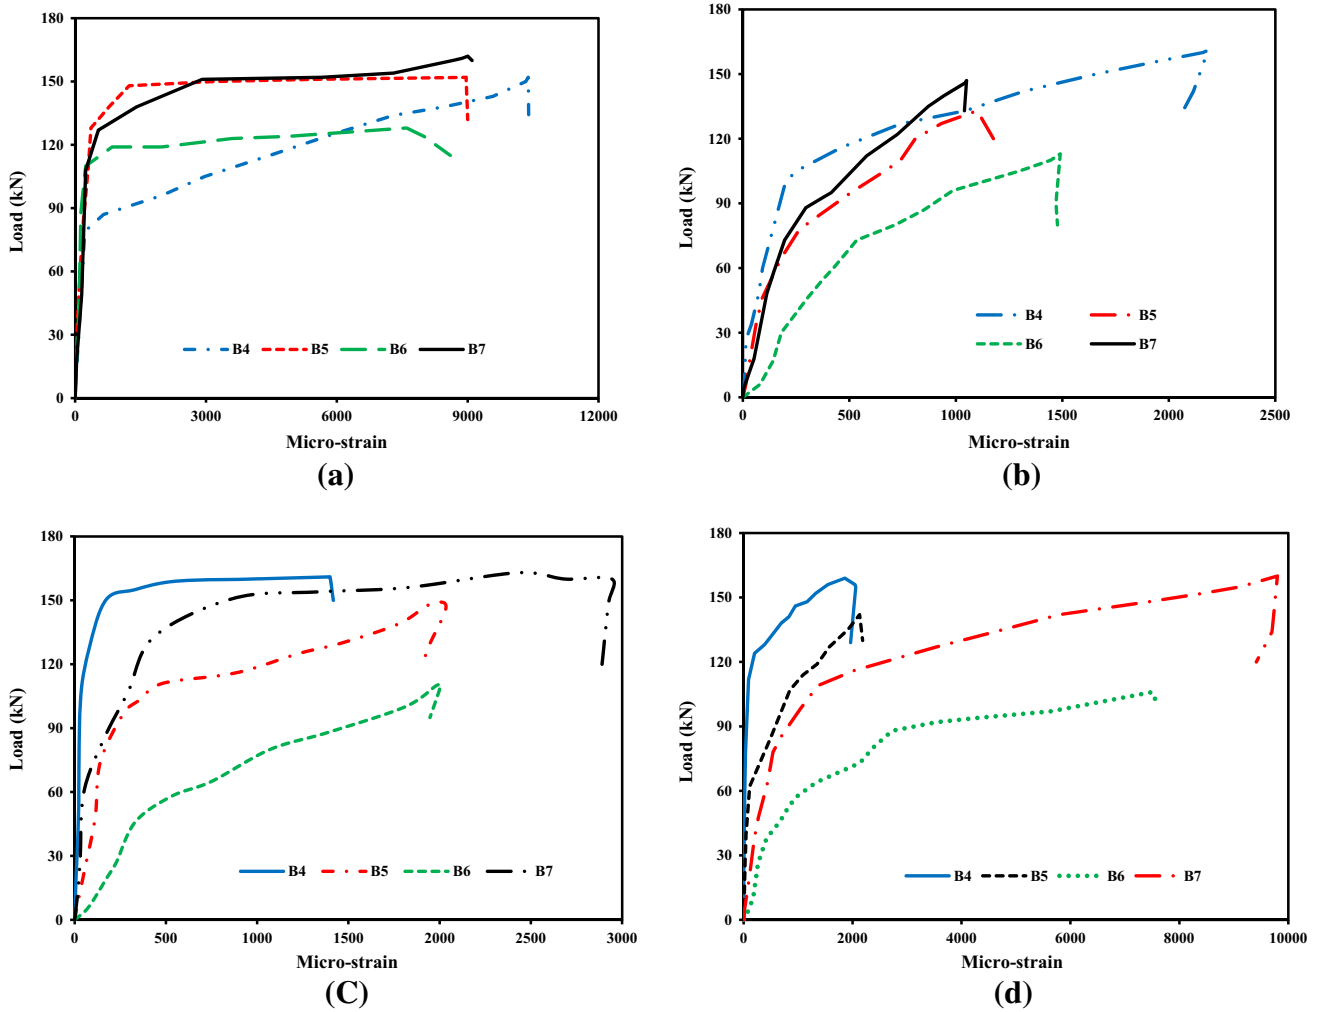 180
150
120
90
60
30
0
Load (kN)
B4 B5 B6 B7
0 3000 6000 9000 12000
Micro-strain
(a)
180
150
120
90
60
30
0
Load (kN)
B4 B5
B6 B7
0 500 1000 1500 2000 2500
Micro-strain
(b)
180
150
120
90
60
30
0
Load (kN)
B4 B5 B6 B7
0 500 1000 1500 2000 2500 3000
Micro-strain
(C)
180
150
120
90
60
30
0
Load (kN)
B4 B5 B6 B7
0 2000 4000 6000 8000 10000
Micro-strain
(d)